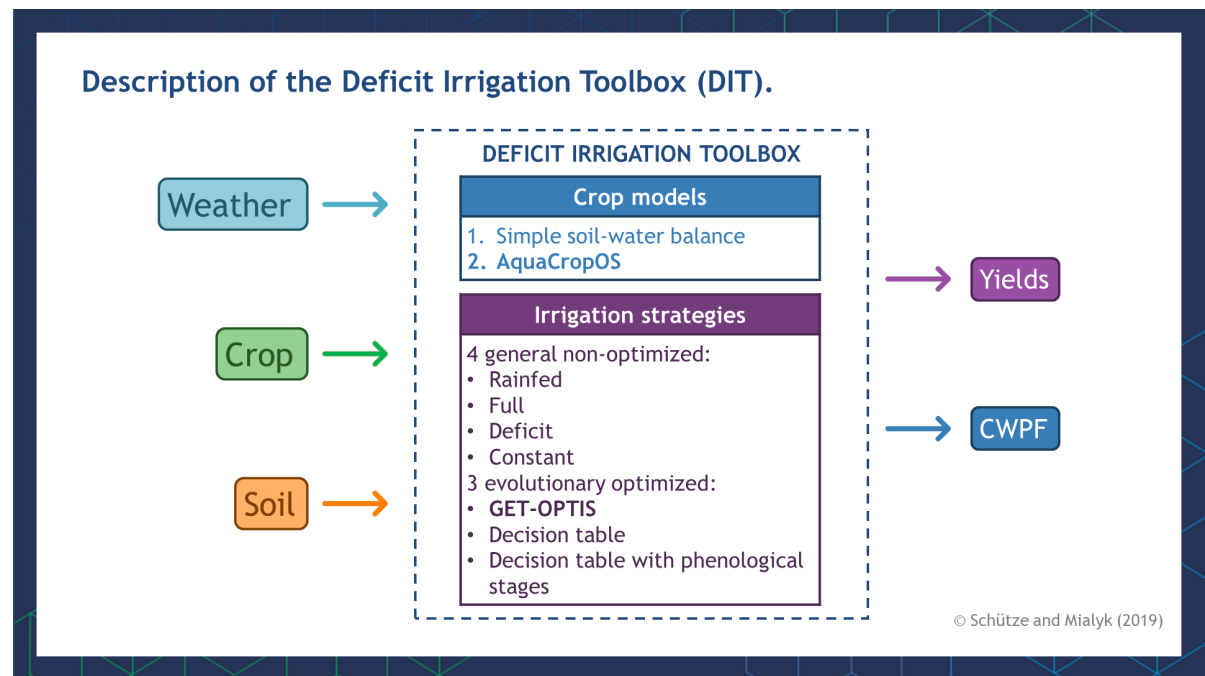 Description of the Deficit Irrigation Toolbox (DIT).
Weather
Crop
Soil
DEFICIT IRRIGATION TOOLBOX
Crop models
1. Simple soil-water balance
2. AquaCropOS
Irrigation strategies
4 general non-optimized:
• Rainfed
• Full
• Deficit
• Constant
3 evolutionary optimized:
• GET-OPTIS
• Decision table
• Decision table with phenological
stages
Yields
CWPF
© Schütze and Mialyk (2019)